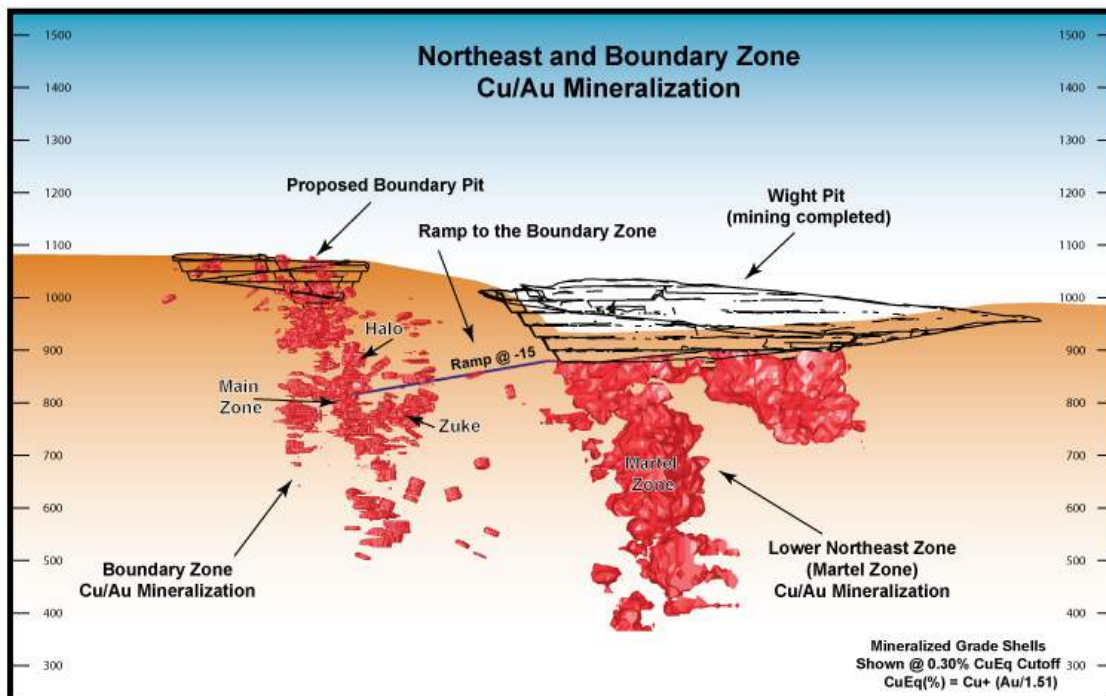 Northeast and Boundary Zone
Cu/Au Mineralization
1500
1400
1300
1200
1100
1000
900
800
700
600
500
400
300
1500
1400
1300
1200
1100
1000
900
800
700
600
500
400
300
Proposed Boundary Pit
Ramp to the Boundary Zone
Wight Pit
(mining completed)
Halo
Ramp @ -15
Main
Zone
Zuke
Martel
Zone
Boundary Zone
Cu/Au Mineralization
Lower Northeast Zone
(Martel Zone)
Cu/Au Mineralization
Mineralized Grade Shells
Shown @ 0.30% CuEq Cutoff
CuEq(%) = Cu+ (Au/1.51)